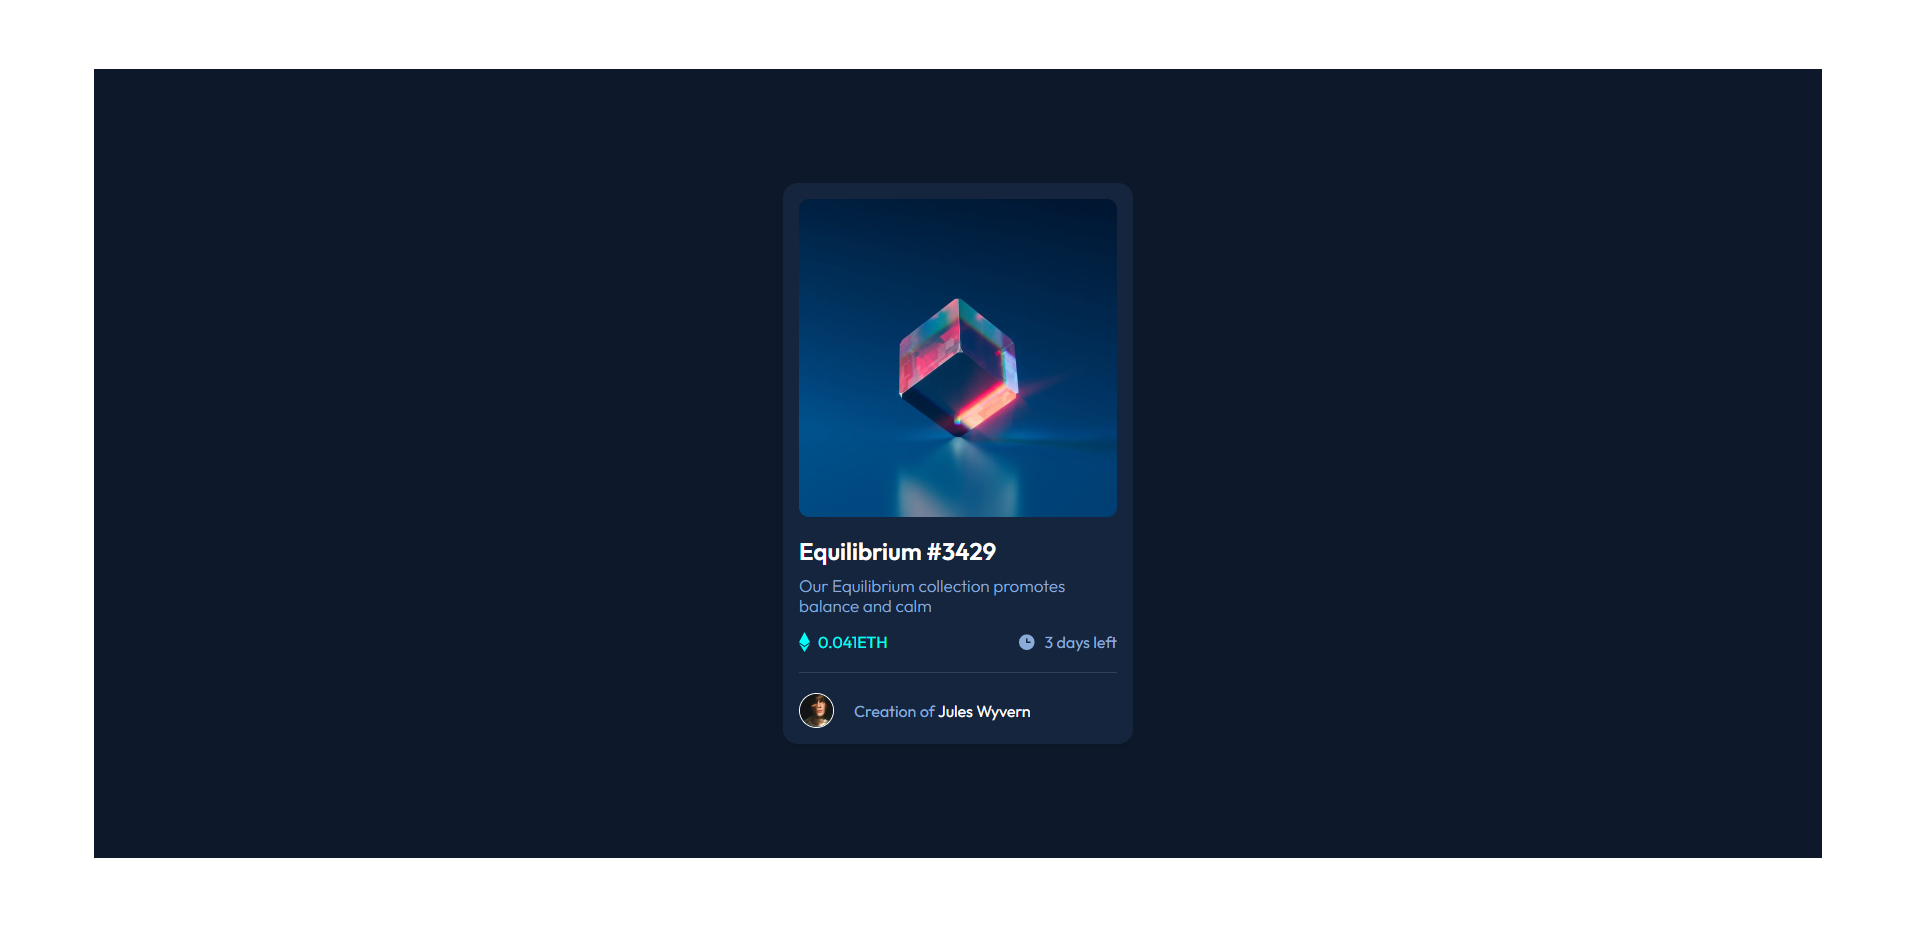 Equilibrium #3429
Our Equilibrium collection promotes
balance and calm
0.041ETH
3 days left
Creation of Jules Wyvern